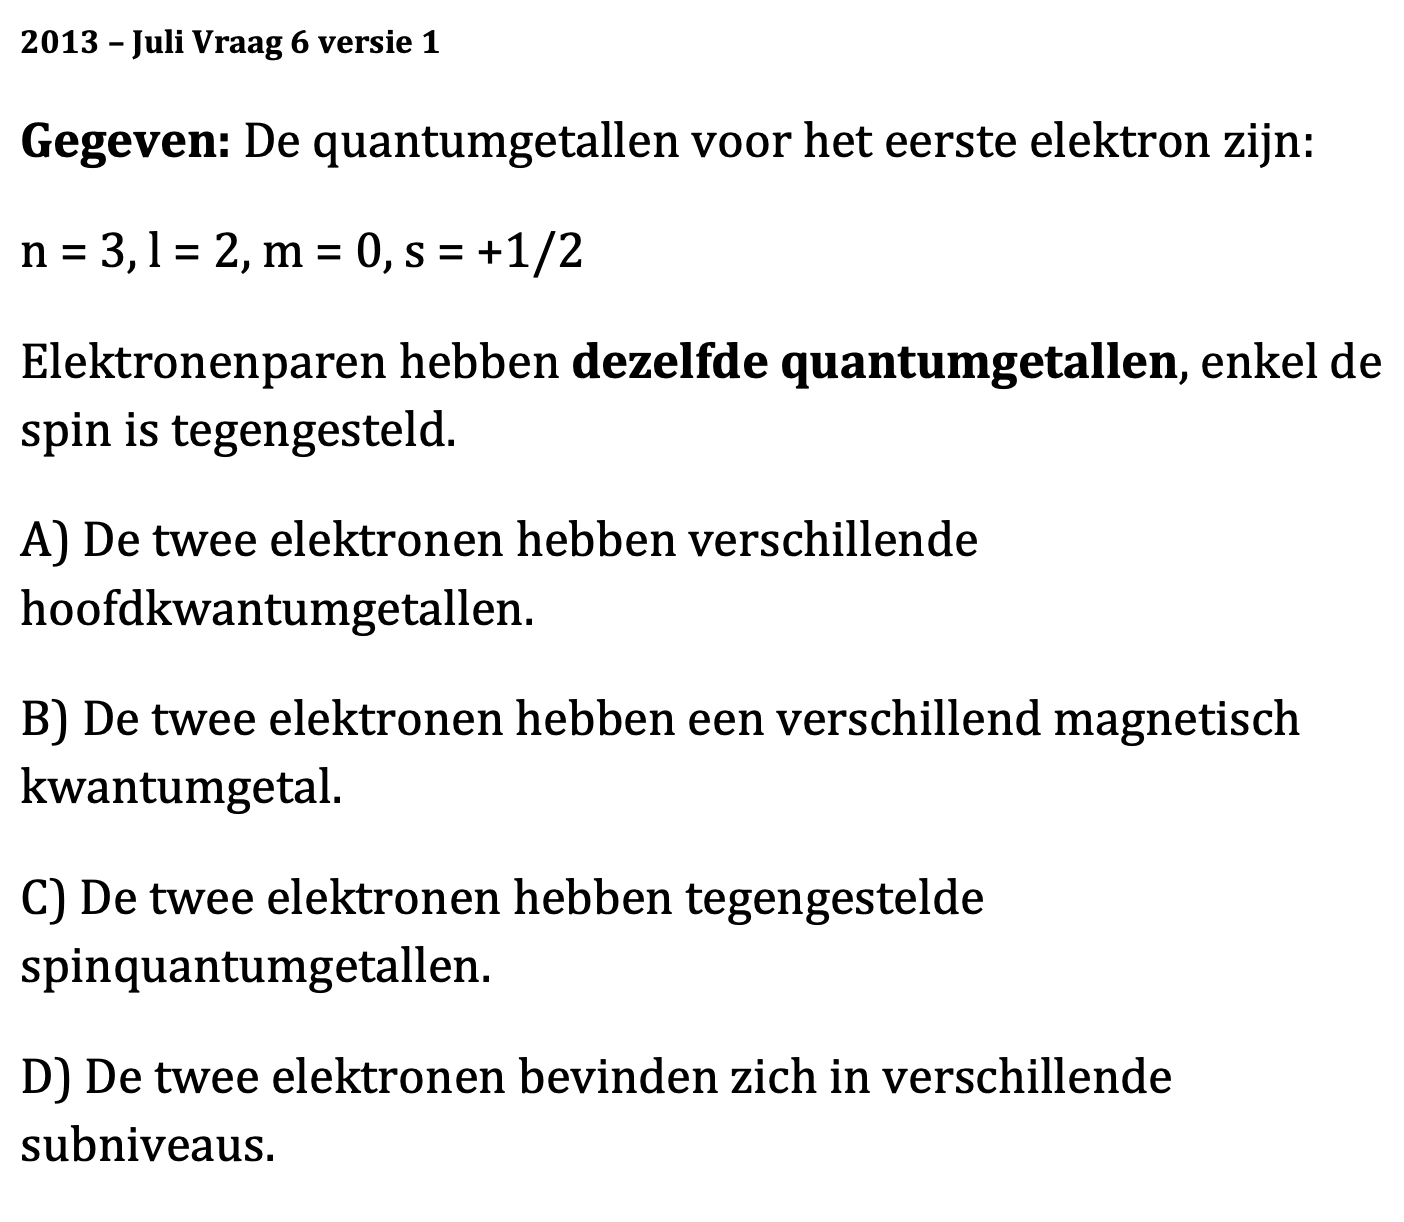 2013 – Juli Vraag 6 versie 1
Gegeven: De quantumgetallen voor het eerste elektron zijn:
n = 3, l = 2, m = 0, s = +1/2
Elektronenparen hebben dezelfde quantumgetallen, enkel de
spin is tegengesteld.
A) De twee elektronen hebben verschillende
hoofdkwantumgetallen.
B) De twee elektronen hebben een verschillend magnetisch
kwantumgetal.
C) De twee elektronen hebben tegengestelde
spinquantumgetallen.
D) De twee elektronen bevinden zich in verschillende
subniveaus.